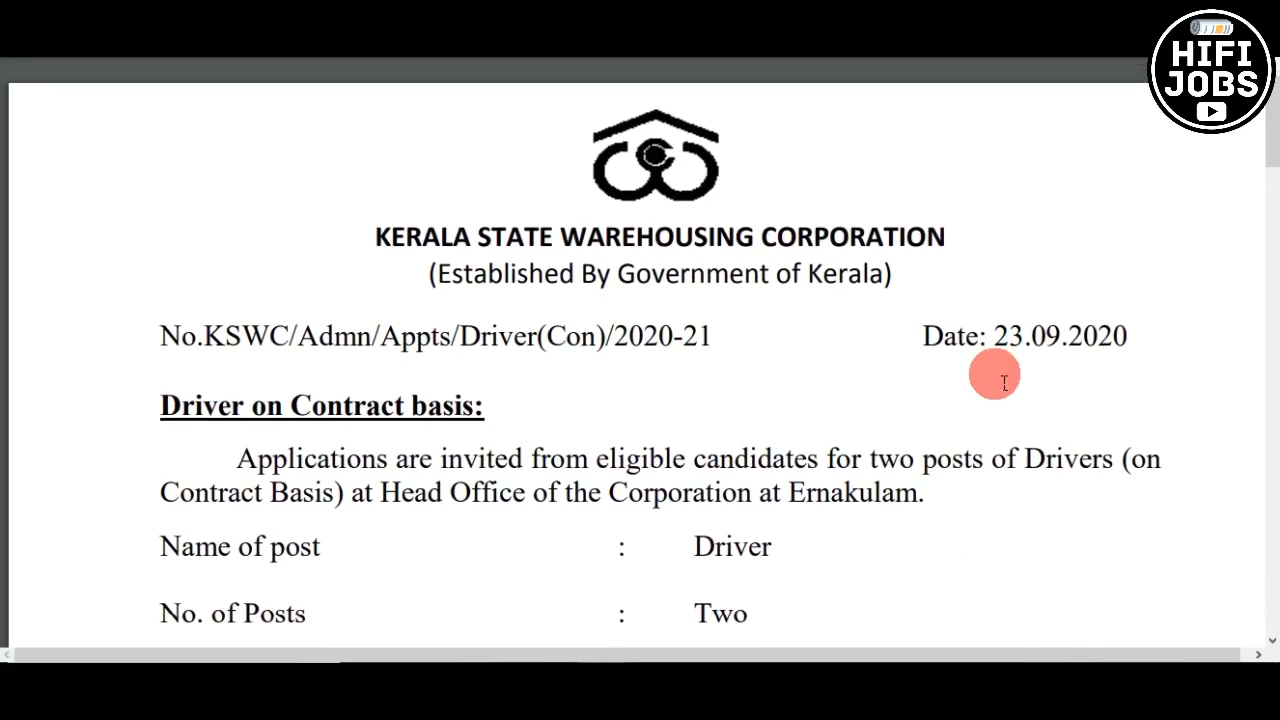 HIFI
JOBS
KERALA STATE WAREHOUSING CORPORATION
(Established By Government of Kerala)
No.KSWC/Admn/Appts/Driver(Con)/2020-21 Date: 23.09.2020
Driver on Contract basis:
Applications are invited from eligible candidates for two posts of Drivers (on
Contract Basis) at Head Office of the Corporation at Ernakulam.
Name of post : Driver
No. of Posts : Two